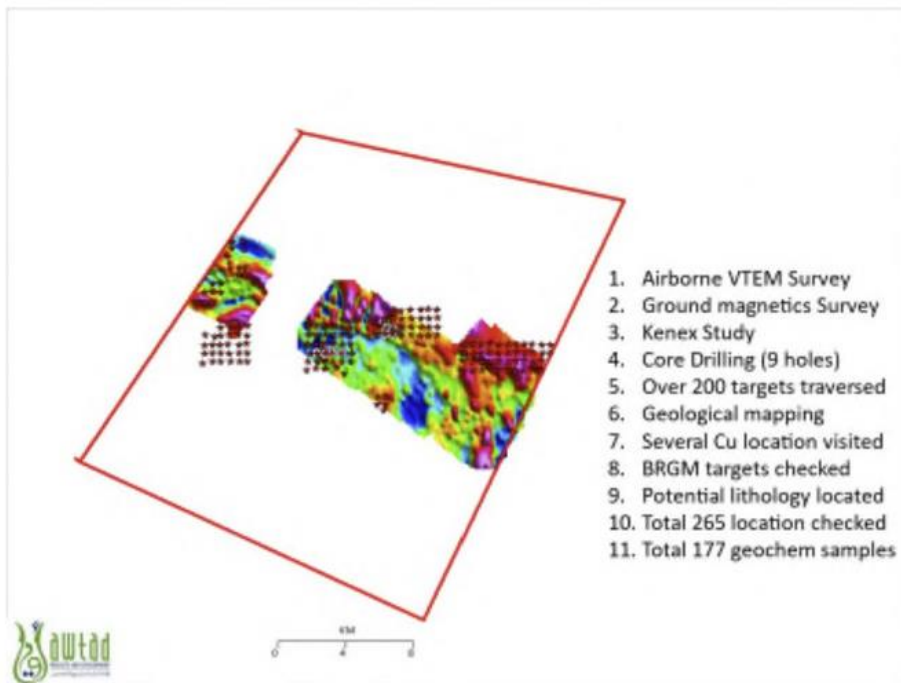 1. Airborne VTEM Survey
2. Ground magnetics Survey
3. Kenex Study
4. Core Drilling (9 holes)
5. Over 200 targets traversed
6. Geological mapping
7. Several Cu location visited
8. BRGM targets checked
9. Potential lithology located
10. Total 265 location checked
11. Total 177 geochem samples
KM
0 4 8
awtad